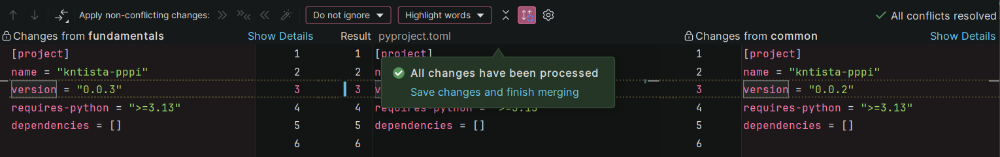 Apply non-conflicting changes: Do not ignore Highlight words All conflicts resolved
Changes from fundamentals Show Details Result pyproject.toml Changes from common Show Details
[project] 1 1 [project] 1 [project]
name = "kntista-pppi" 2 2 n 2 name = "kntista-pppi"
All changes have been processed
version = "0.0.3" 3 3 v 3 version = "0.0.2"
Save changes and finish merging
requires-python = ">=3.13" 4 4 requires-python = ">=3.13" 4 requires-python = ">=3.13"
dependencies = [] 5 5 dependencies = [] 5 dependencies = []
6 6 6